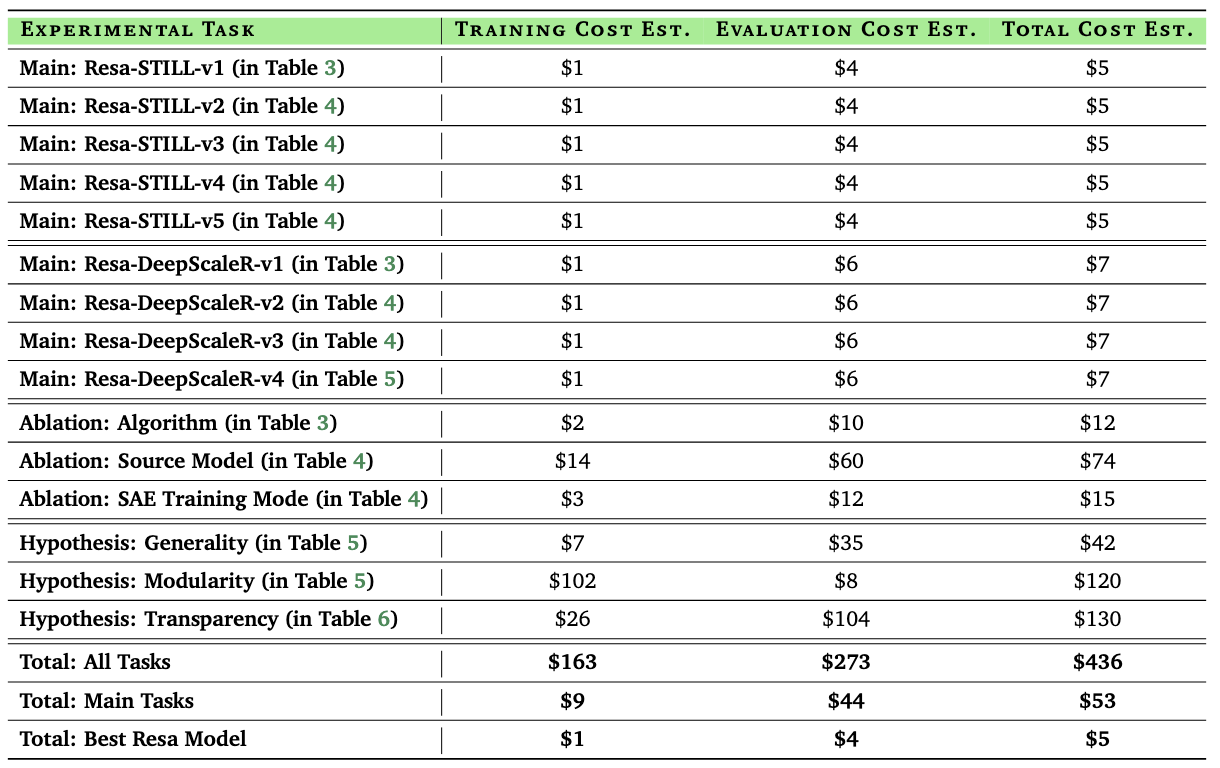 EXPERIMENTAL TASK TRAINING COST EST. EVALUATION COST EST. TOTAL COST EST.
Main: Resa-STILL-v1 (in Table 3) $1 $4 $5
Main: Resa-STILL-v2 (in Table 4) $1 $4 $5
Main: Resa-STILL-v3 (in Table 4) $1 $4 $5
Main: Resa-STILL-v4 (in Table 4) $1 $4 $5
Main: Resa-STILL-v5 (in Table 4) $1 $4 $5
Main: Resa-DeepScaleR-v1 (in Table 3) $1 $6 $7
Main: Resa-DeepScaleR-v2 (in Table 4) $1 $6 $7
Main: Resa-DeepScaleR-v3 (in Table 4) $1 $6 $7
Main: Resa-DeepScaleR-v4 (in Table 5) $1 $6 $7
Ablation: Algorithm (in Table 3) $2 $10 $12
Ablation: Source Model (in Table 4) $14 $60 $74
Ablation: SAE Training Mode (in Table 4) $3 $12 $15
Hypothesis: Generality (in Table 5) $7 $35 $42
Hypothesis: Modularity (in Table 5) $102 $8 $120
Hypothesis: Transparency (in Table 6) $26 $104 $130
Total: All Tasks $163 $273 $436
Total: Main Tasks $9 $44 $53
Total: Best Resa Model $1 $4 $5